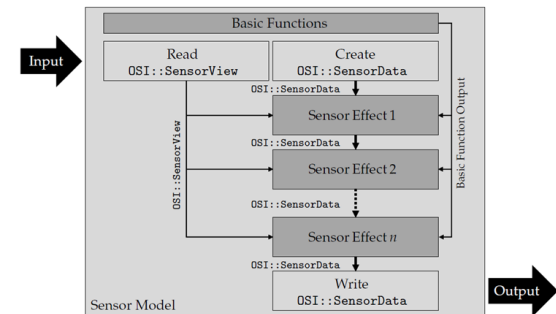 Basic Functions
Input
Read
OSI::SensorView
Create
OSI::SensorData
OSI::SensorData
Sensor Effect 1
OSI::SensorData
Sensor Effect 2
OSI::SensorView
Basic Function Output
OSI::SensorData
Sensor Effect n
OSI::SensorData
Write
OSI::SensorData
Sensor Model
Output